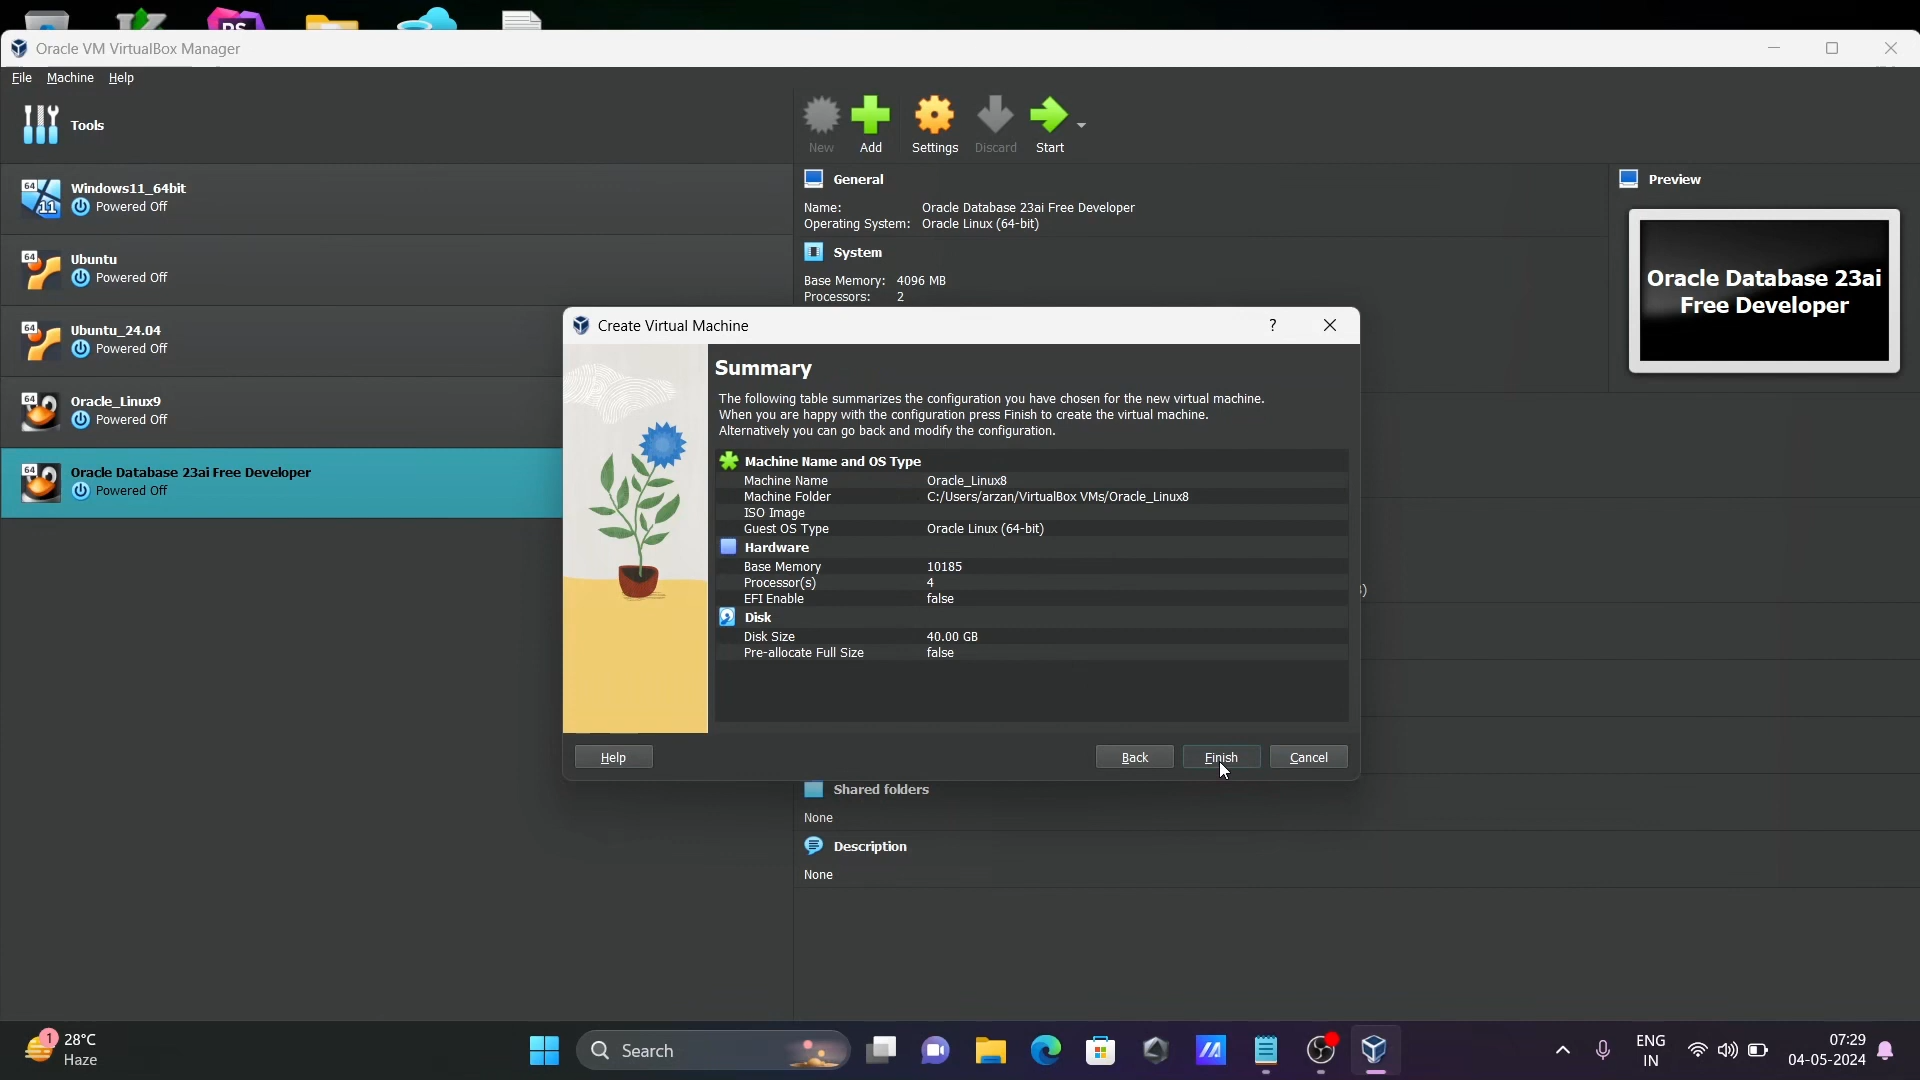 Oracle VM VirtualBox Manager
File Machine Help
Tools
New Add Settings Discard Start
64 Windows11_64bit
11 Powered Off
64 Ubuntu
Powered Off
64 Ubuntu_24.04
Powered Off
64 Oracle_Linux9
Powered Off
64 Oracle Database 23ai Free Developer
Powered Off
General
Name: Oracle Database 23ai Free Developer
Operating System: Oracle Linux (64-bit)
System
Base Memory: 4096 MB
Processors: 2
Preview
Oracle Database 23ai
Free Developer
Create Virtual Machine
?
Summary
The following table summarizes the configuration you have chosen for the new virtual machine.
When you are happy with the configuration press Finish to create the virtual machine.
Alternatively you can go back and modify the configuration.
Machine Name and OS Type
Machine Name Oracle_Linux8
Machine Folder C:/Users/arzan/VirtualBox VMs/Oracle_Linux8
ISO Image
Guest OS Type Oracle Linux (64-bit)
Hardware
Base Memory 10185
Processor(s) 4
EFI Enable false
Disk
Disk Size 40.00 GB
Pre-allocate Full Size false
Help Back Finish Cancel
Shared folders
None
Description
None
1 28°C
Haze
Search
ENG
IN
07:29
04-05-2024